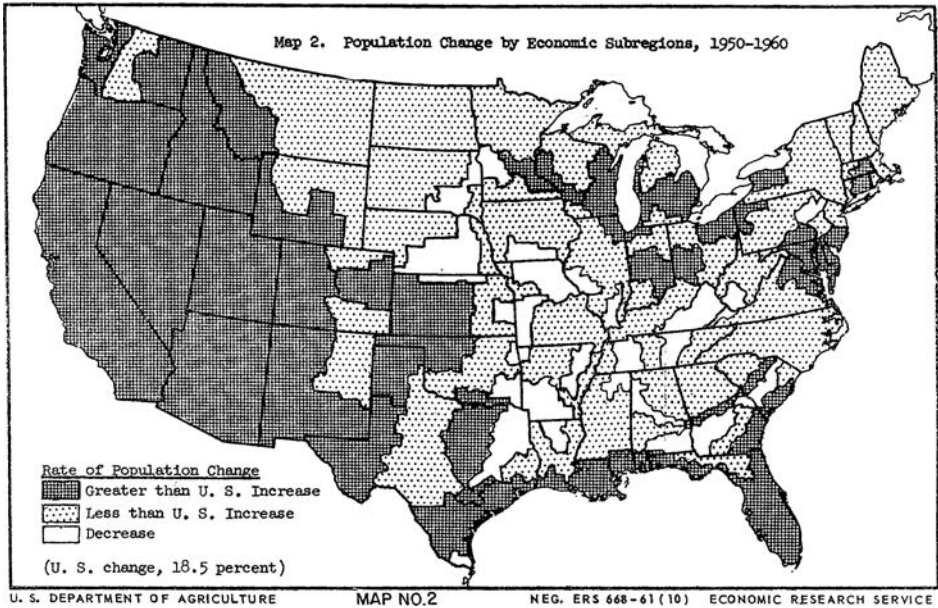 Map 2. Population Change by Economic Subregions, 1950-1960
Rate of Population Change
Greater than U. S. Increase
Less than U. S. Increase
Decrease
(U. S. change, 18.5 percent)
U. S. DEPARTMENT OF AGRICULTURE MAP NO.2 NEG. ERS 668-61 (10) ECONOMIC RESEARCH SERVICE